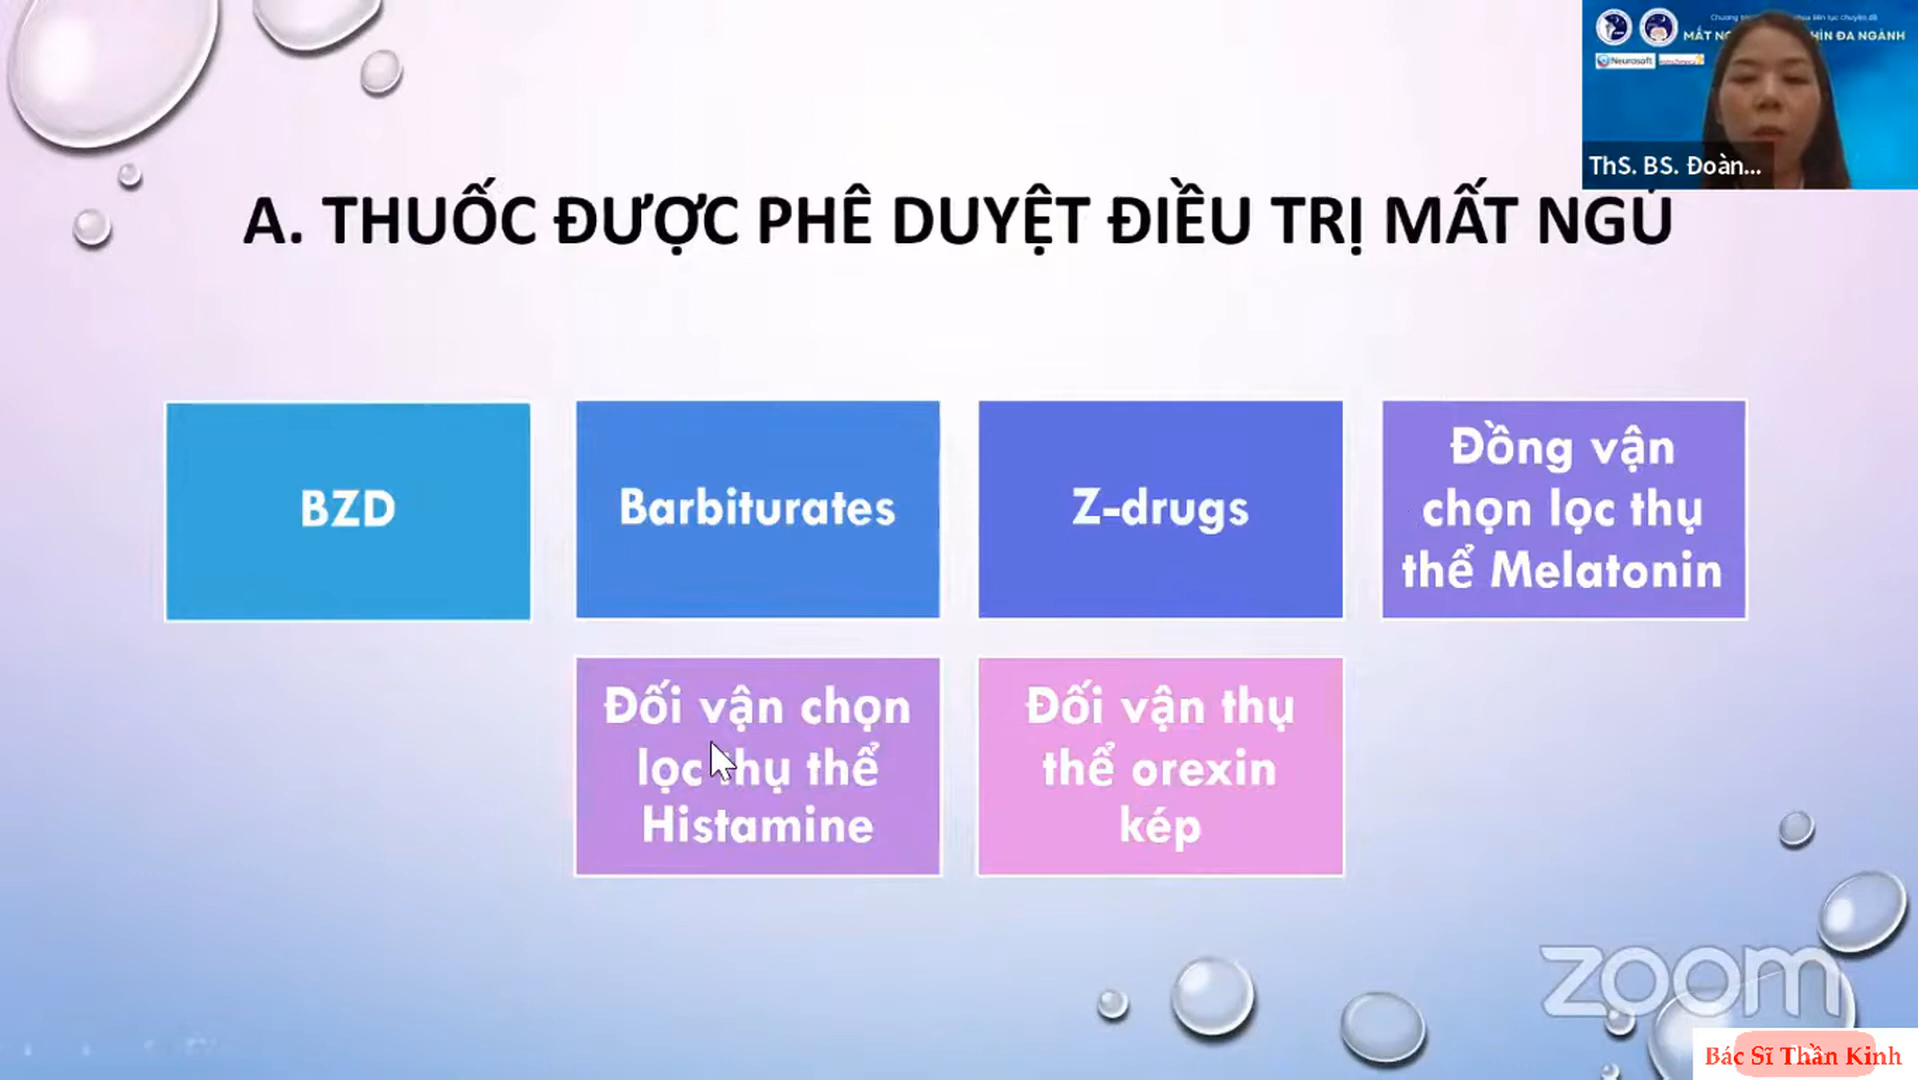 MẤT
HÌN ĐA NGÀNH
Neurosoft
ThS. BS. Đoàn...
A. THUỐC ĐƯỢC PHÊ DUYỆT ĐIỀU TRỊ MẤT NGỦ
BZD
Barbiturates
Z-drugs
Đồng vận
chọn lọc thụ
thể Melatonin
Đối vận chọn
lọc thụ thể
Histamine
Đối vận thụ
thể orexin
kép
zoom
Bác Sĩ Thần Kinh